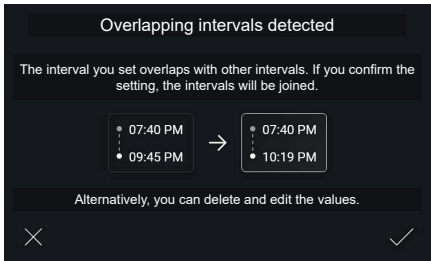 Overlapping intervals detected
The interval you set overlaps with other intervals. If you confirm the
setting, the intervals will be joined.
07:40 PM 07:40 PM
09:45 PM 10:19 PM
Alternatively, you can delete and edit the values.